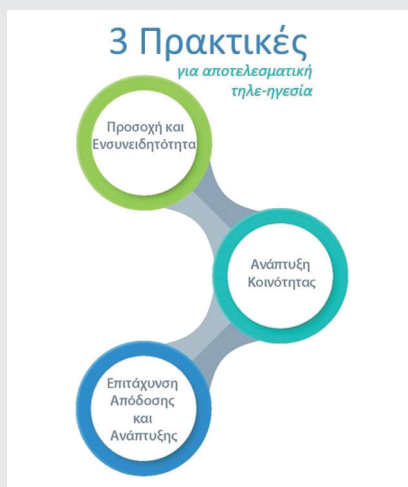 3 Πρακτικές
για αποτελεσματική
τηλε-ηγεσία
Προσοχή και
Ενσυνειδητότητα
Ανάπτυξη
Κοινότητας
Επιτάχυνση
Απόδοσης
και
Ανάπτυξης